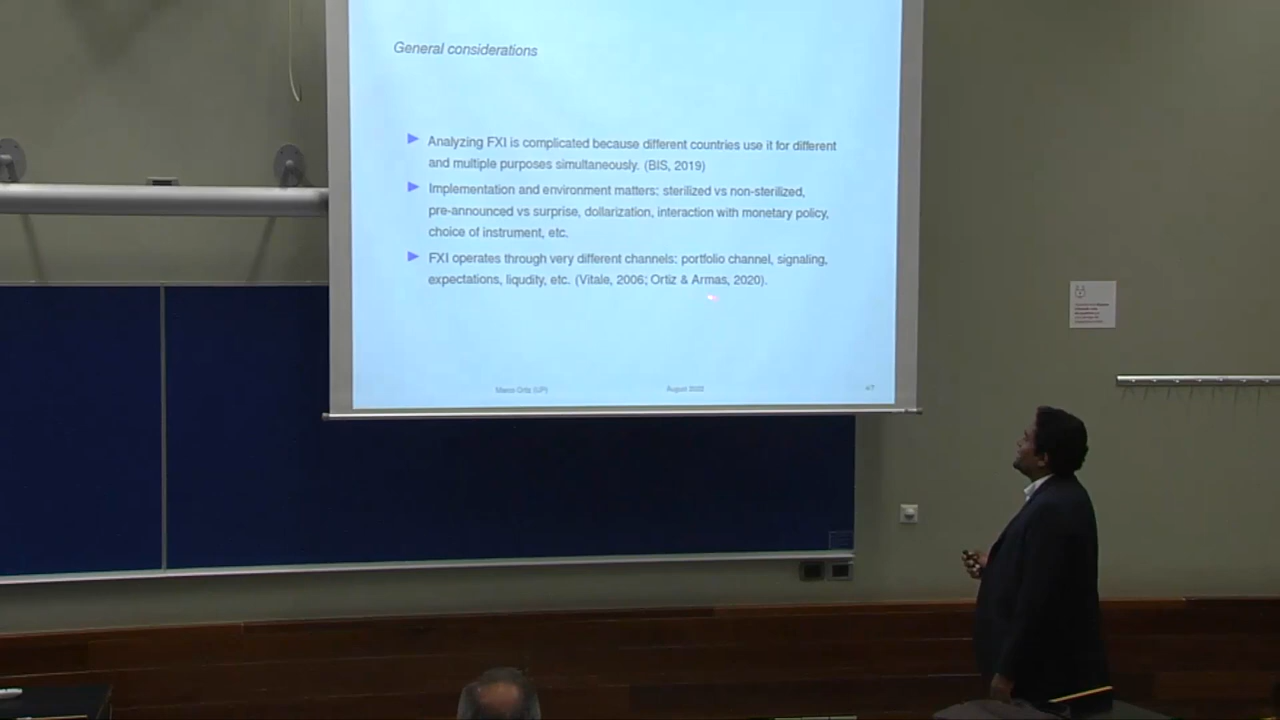 General considerations
Analyzing FXI is complicated because different countries use it for different
and multiple purposes simultaneously. (BIS, 2019)
Implementation and environment matters: sterilized vs non-sterilized,
pre-announced vs surprise, dollarization, interaction with monetary policy,
choice of instrument, etc.
FXI operates through very different channels: portfolio channel, signaling,
expectations, liqudity, etc. (Vitale, 2006; Ortiz & Armas, 2020).
Marco Ortiz (UP)
August 2022